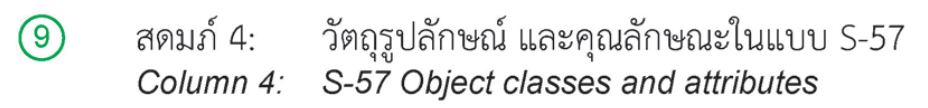 9 สดมภ์ 4: วัตถุรูปลักษณ์ และคุณลักษณะในแบบ S-57
Column 4: S-57 Object classes and attributes